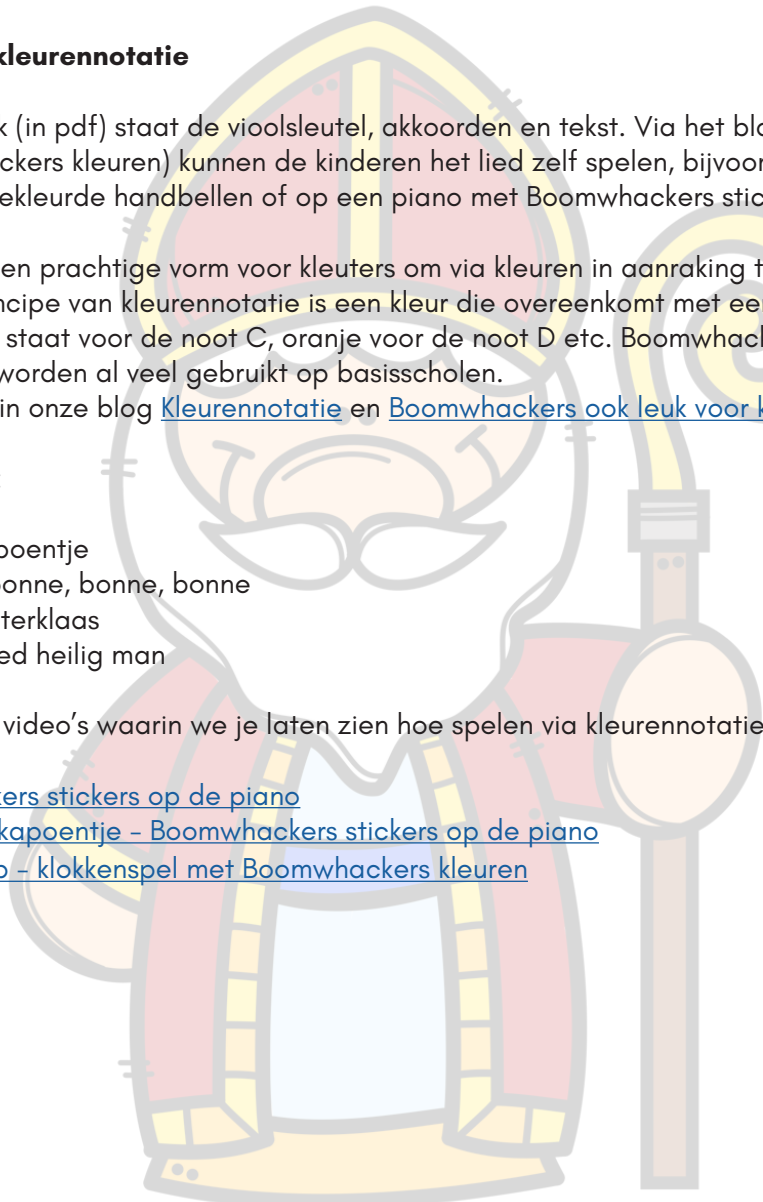 kleurennotatie
k (in pdf) staat de vioolsleutel, akkoorden en tekst. Via het bla
ckers kleuren) kunnen de kinderen het lied zelf spelen, bijvoor
ekleurde handbellen of op een piano met Boomwhackers stic
en prachtige vorm voor kleuters om via kleuren in aanraking t
ncipe van kleurennotatie is een kleur die overeenkomt met een
staat voor de noot C, oranje voor de noot D etc. Boomwhack
worden al veel gebruikt op basisscholen.
in onze blog Kleurennotatie en Boomwhackers ook leuk voor k
poentje
bonne, bonne, bonne
terklaas
ed heilig man
video's waarin we je laten zien hoe spelen via kleurennotatie
kers stickers op de piano
kapoentje - Boomwhackers stickers op de piano
p - klokkenspel met Boomwhackers kleuren